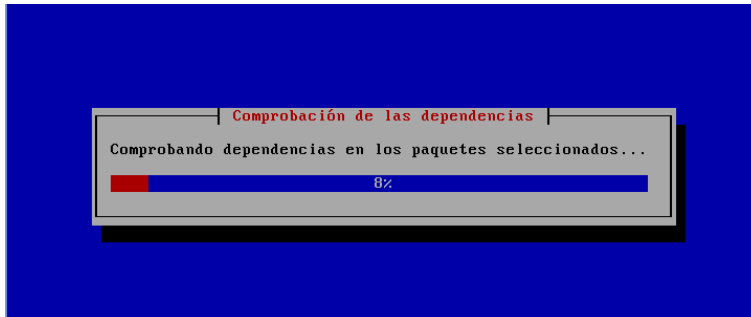 Comprobación de las dependencias
Comprobando dependencias en los paquetes seleccionados...
8%